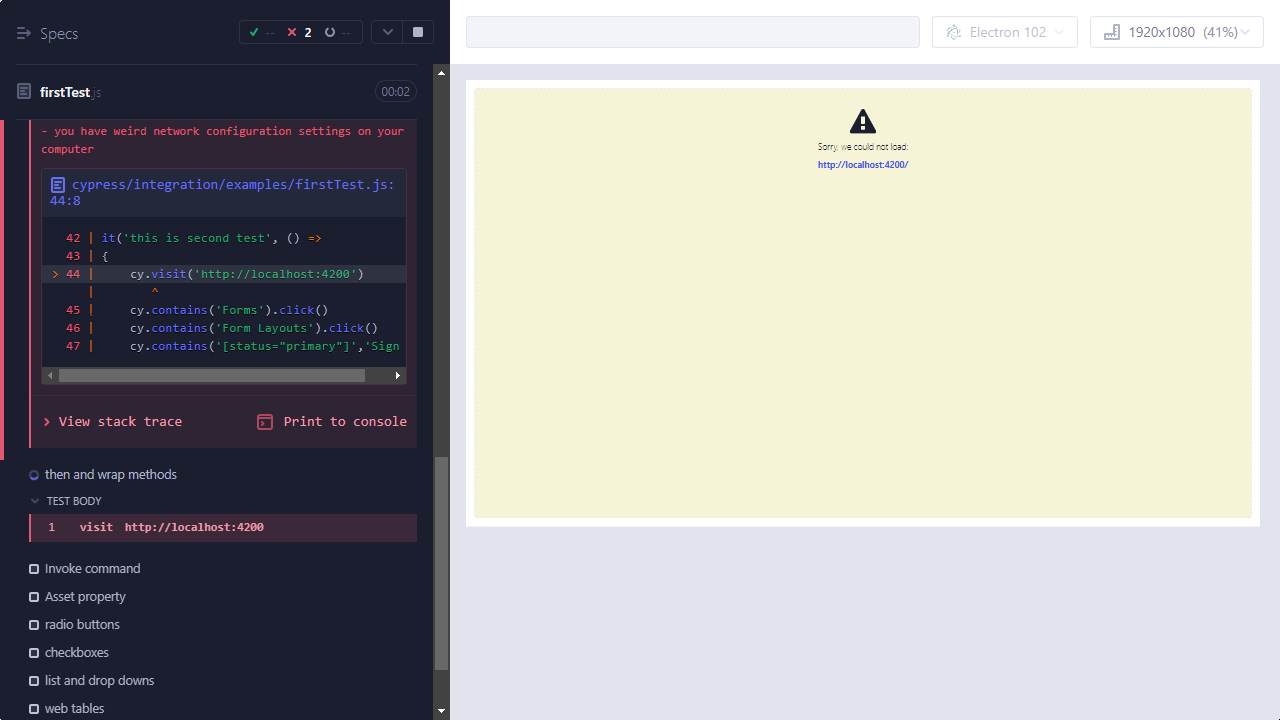 Specs
-- 2 --
firstTest.js
00:02
- you have weird network configuration settings on your
computer
cypress/integration/examples/firstTest.js:
44:8
42 | it('this is second test', () =>
43 | {
> 44 |     cy.visit('http://localhost:4200')
|        ^
45 |     cy.contains('Forms').click()
46 |     cy.contains('Form Layouts').click()
47 |     cy.contains('[status="primary"]','Sign
View stack trace
Print to console
then and wrap methods
TEST BODY
1 visit http://localhost:4200
Invoke command
Asset property
radio buttons
checkboxes
list and drop downs
web tables
Electron 102
1920x1080 (41%)
Sorry, we could not load:
http://localhost:4200/